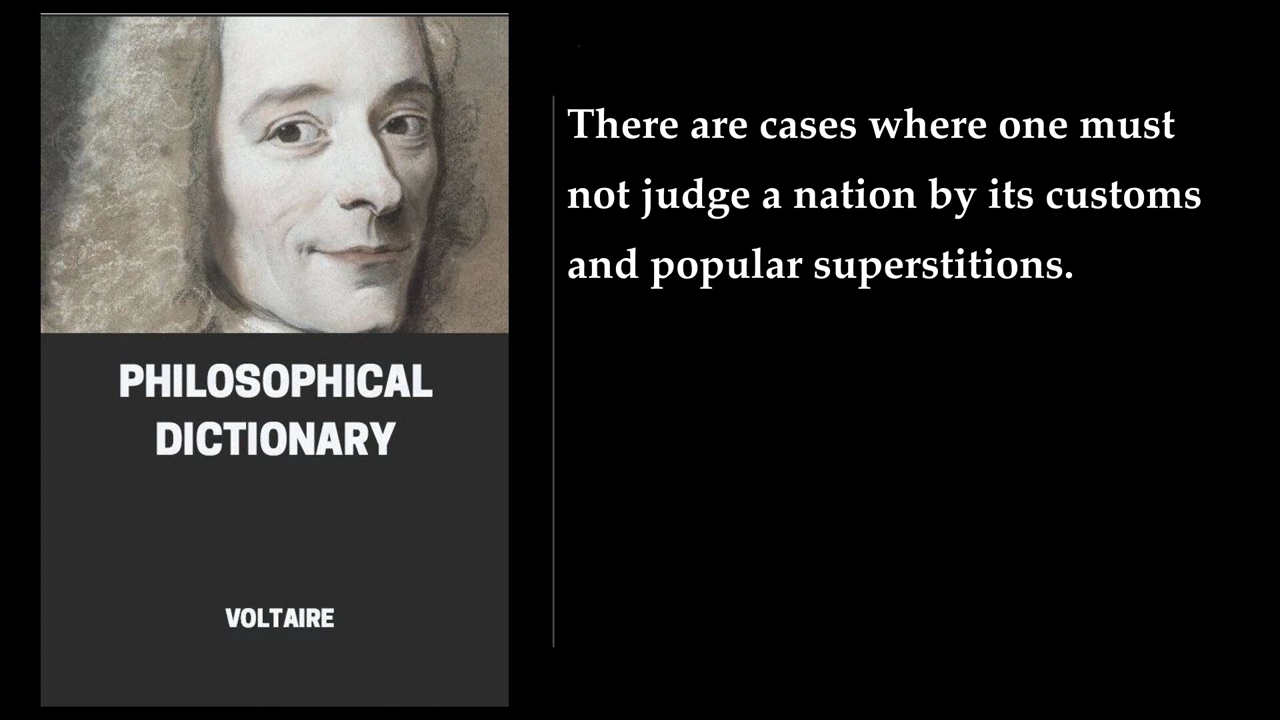 PHILOSOPHICAL
DICTIONARY
VOLTAIRE
There are cases where one must
not judge a nation by its customs
and popular superstitions.